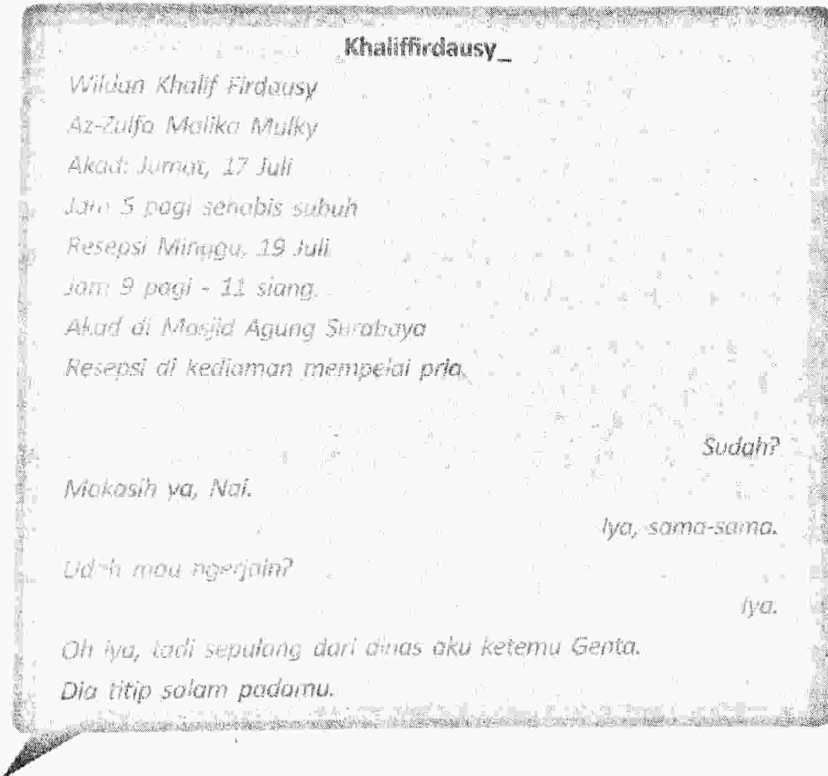 Khaliffirdausy_
Wildan Khalif Firdausy
Az-Zulfa Malika Mulky
Akad: Jumat, 17 Juli
Jam 5 pagi sehabis subuh
Resepsi Minggu, 19 Juli
Jam 9 pagi - 11 siang.
Akad di Masjid Agung Surabaya
Resepsi di kediaman mempelai pria.
Sudah?
Makasih ya, Nai.
Iya, sama-sama.
Udah mau ngerjain?
Iya.
Oh iya, tadi sepulang dari dinas aku ketemu Genta.
Dia titip salam padamu.